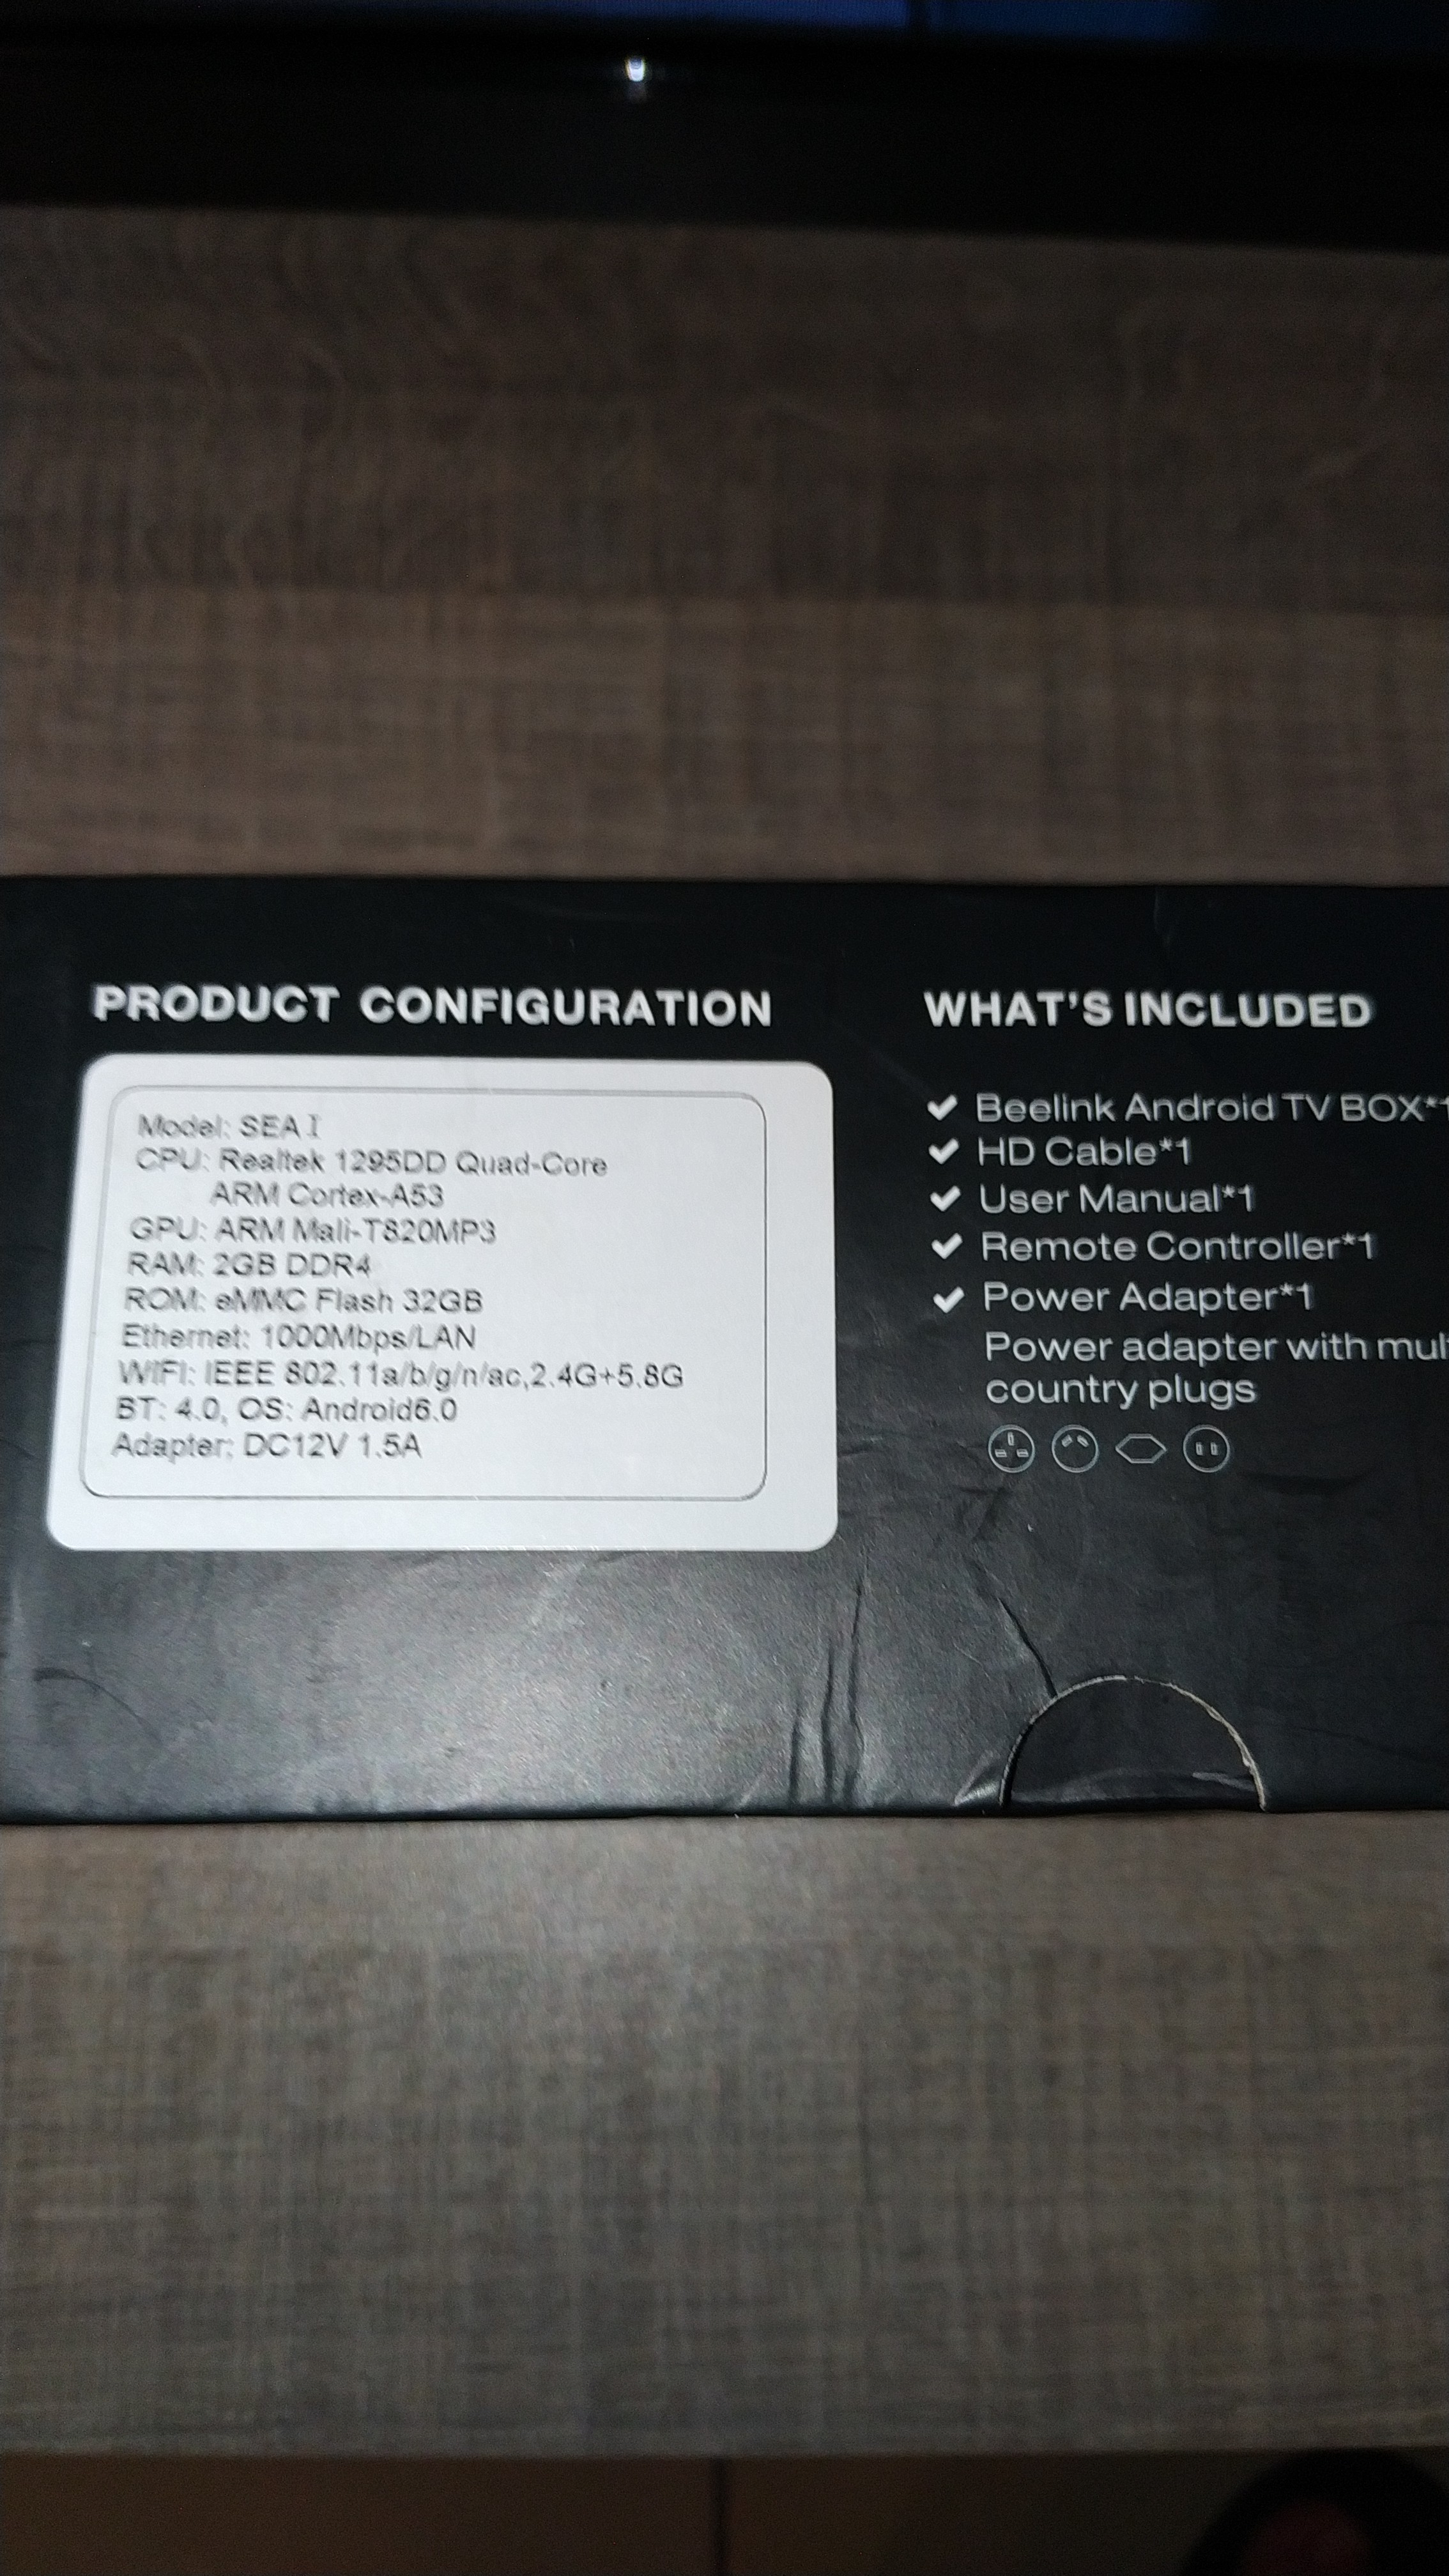 PRODUCT CONFIGURATION
Model: SEA I
CPU: Realtek 1295DD Quad-Core
ARM Cortex-A53
GPU: ARM Mali-T820MP3
RAM: 2GB DDR4
ROM: eMMC Flash 32GB
Ethernet: 1000Mbps/LAN
WIFI: IEEE 802.11a/b/g/n/ac,2.4G+5.8G
BT: 4.0, OS: Android6.0
Adapter: DC12V 1.5A
WHAT'S INCLUDED
Beelink Android TV BOX*1
HD Cable*1
User Manual*1
Remote Controller*1
Power Adapter*1
Power adapter with
country plugs